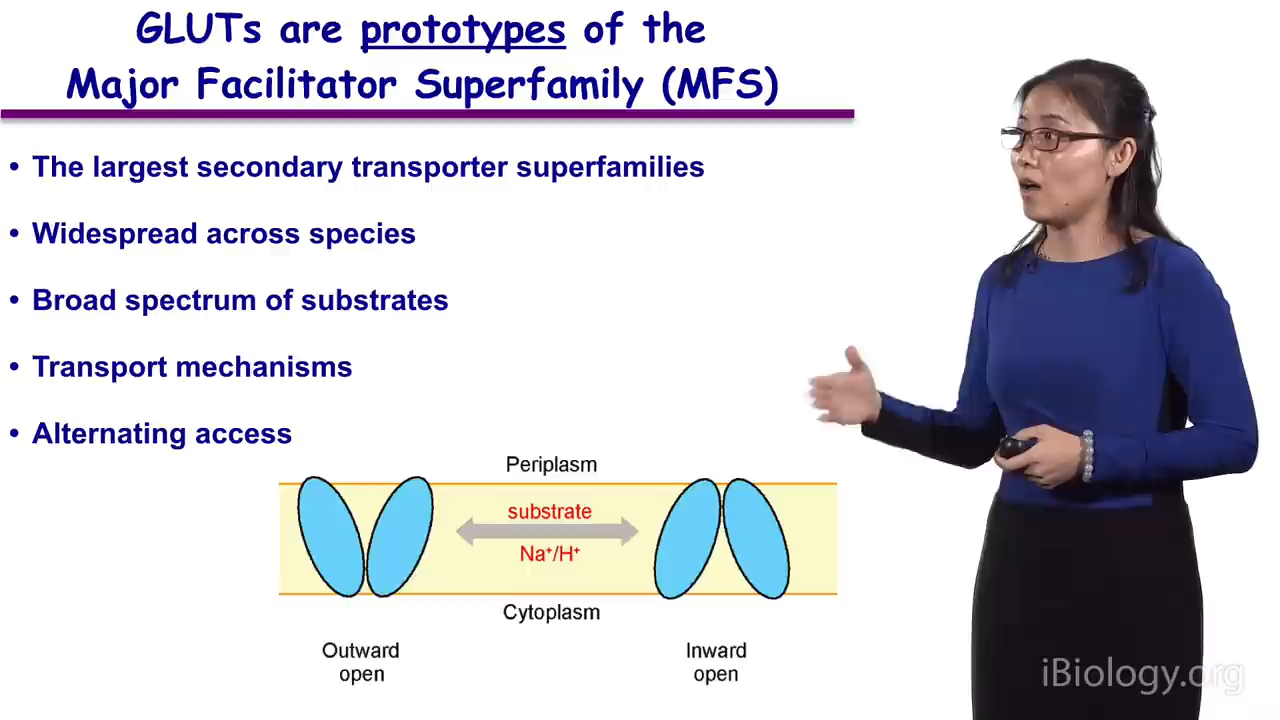 GLUTs are prototypes of the
Major Facilitator Superfamily (MFS)
• The largest secondary transporter superfamilies
• Widespread across species
• Broad spectrum of substrates
• Transport mechanisms
• Alternating access
Periplasm
substrate
Na⁺/H⁺
Cytoplasm
Outward
open
Inward
open
iBiology.org